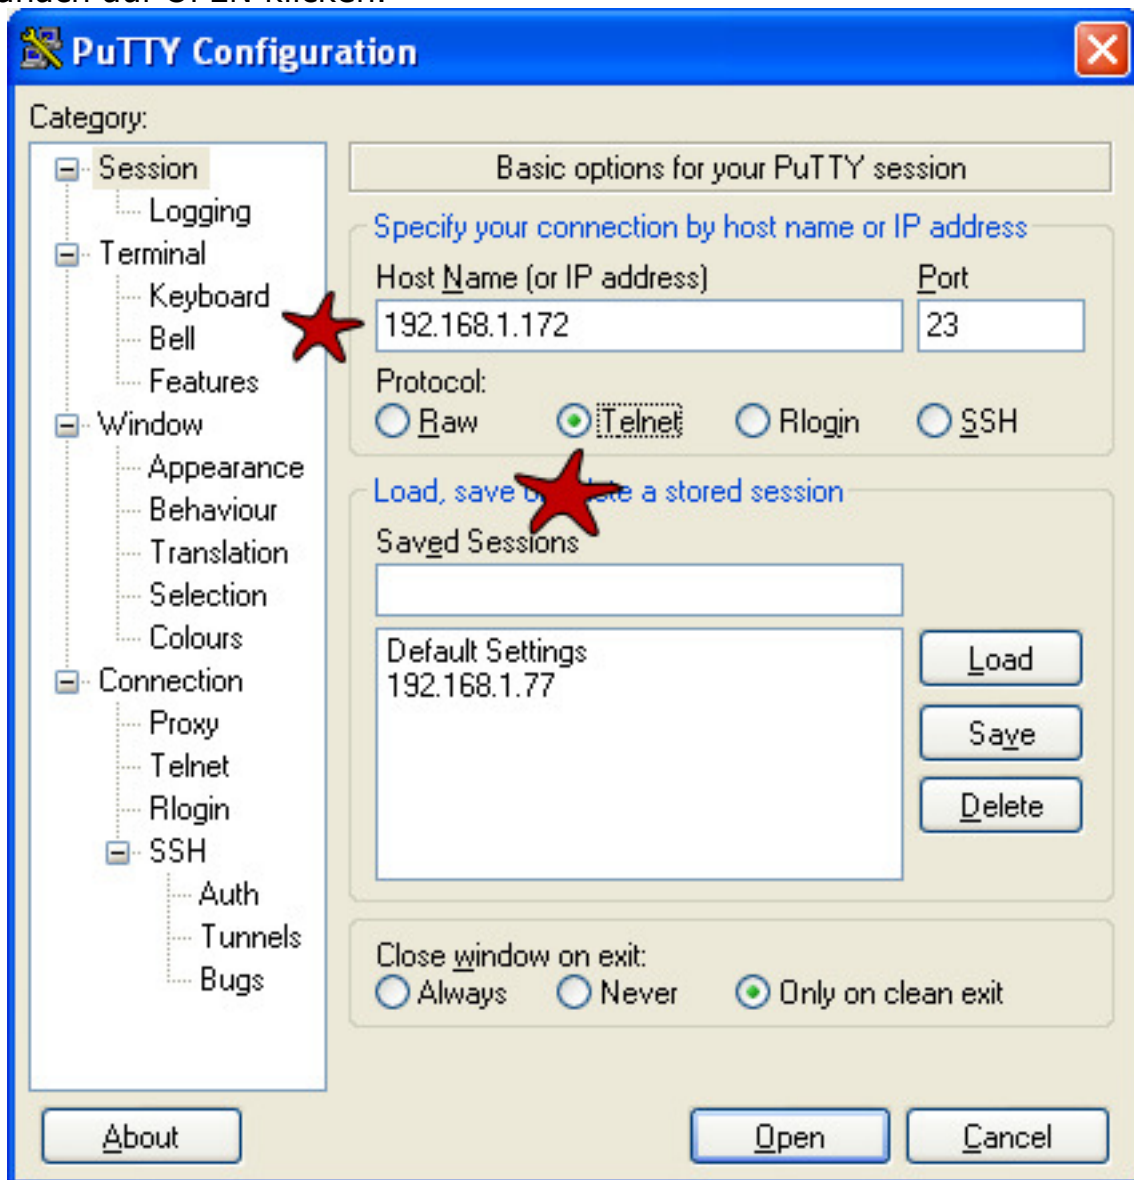 auf OPEN klicken.
PuTTY Configuration
Category:
Session
Logging
Terminal
Keyboard
Bell
Features
Window
Appearance
Behaviour
Translation
Selection
Colours
Connection
Proxy
Telnet
Rlogin
SSH
Auth
Tunnels
Bugs
Basic options for your PuTTY session
Specify your connection by host name or IP address
Host Name (or IP address) Port
192.168.1.172 23
Protocol:
Raw Telnet Rlogin SSH
Load, save a stored session
Saved Sessions
Default Settings
192.168.1.77
Load
Save
Delete
Close window on exit:
Always Never Only on clean exit
About Open Cancel